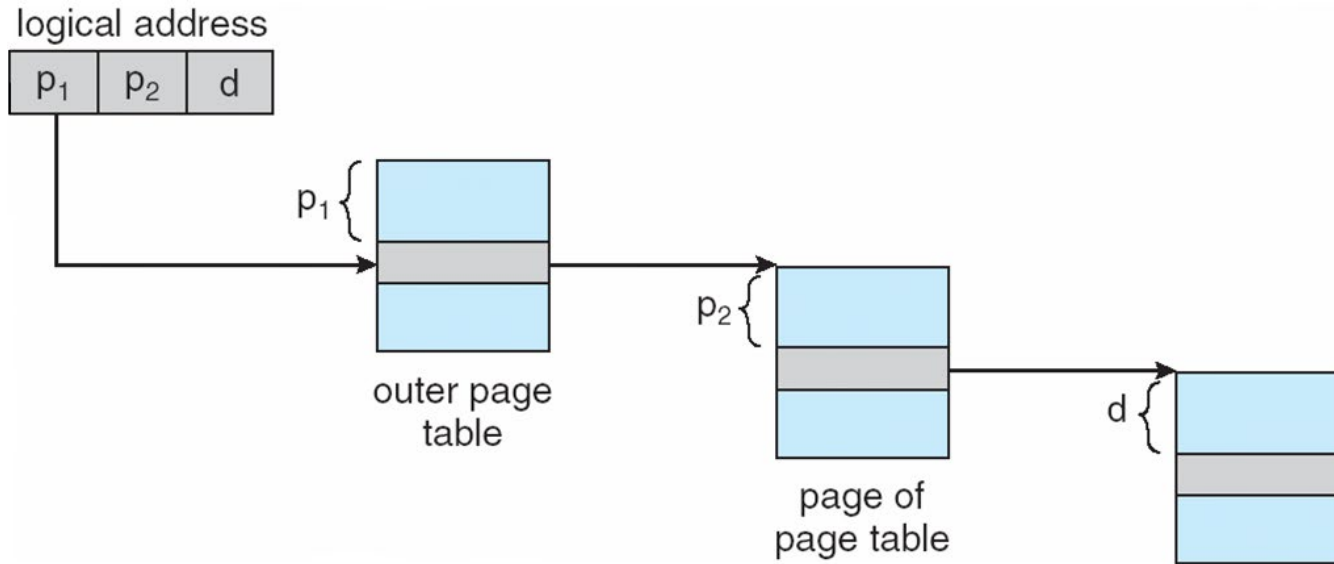 logical address
p₁ p₂ d
p₁
outer page
table
p₂
page of
page table
d